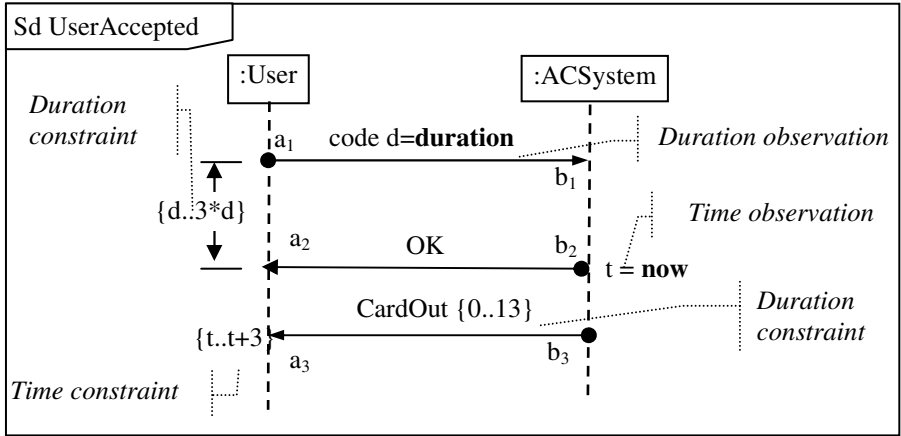 Sd UserAccepted
:User
:ACSystem
Duration
constraint
a1
code d=duration
Duration observation
b1
{d..3*d}
Time observation
a2
OK
b2
t = now
CardOut {0..13}
Duration
constraint
{t..t+3}
a3
b3
Time constraint